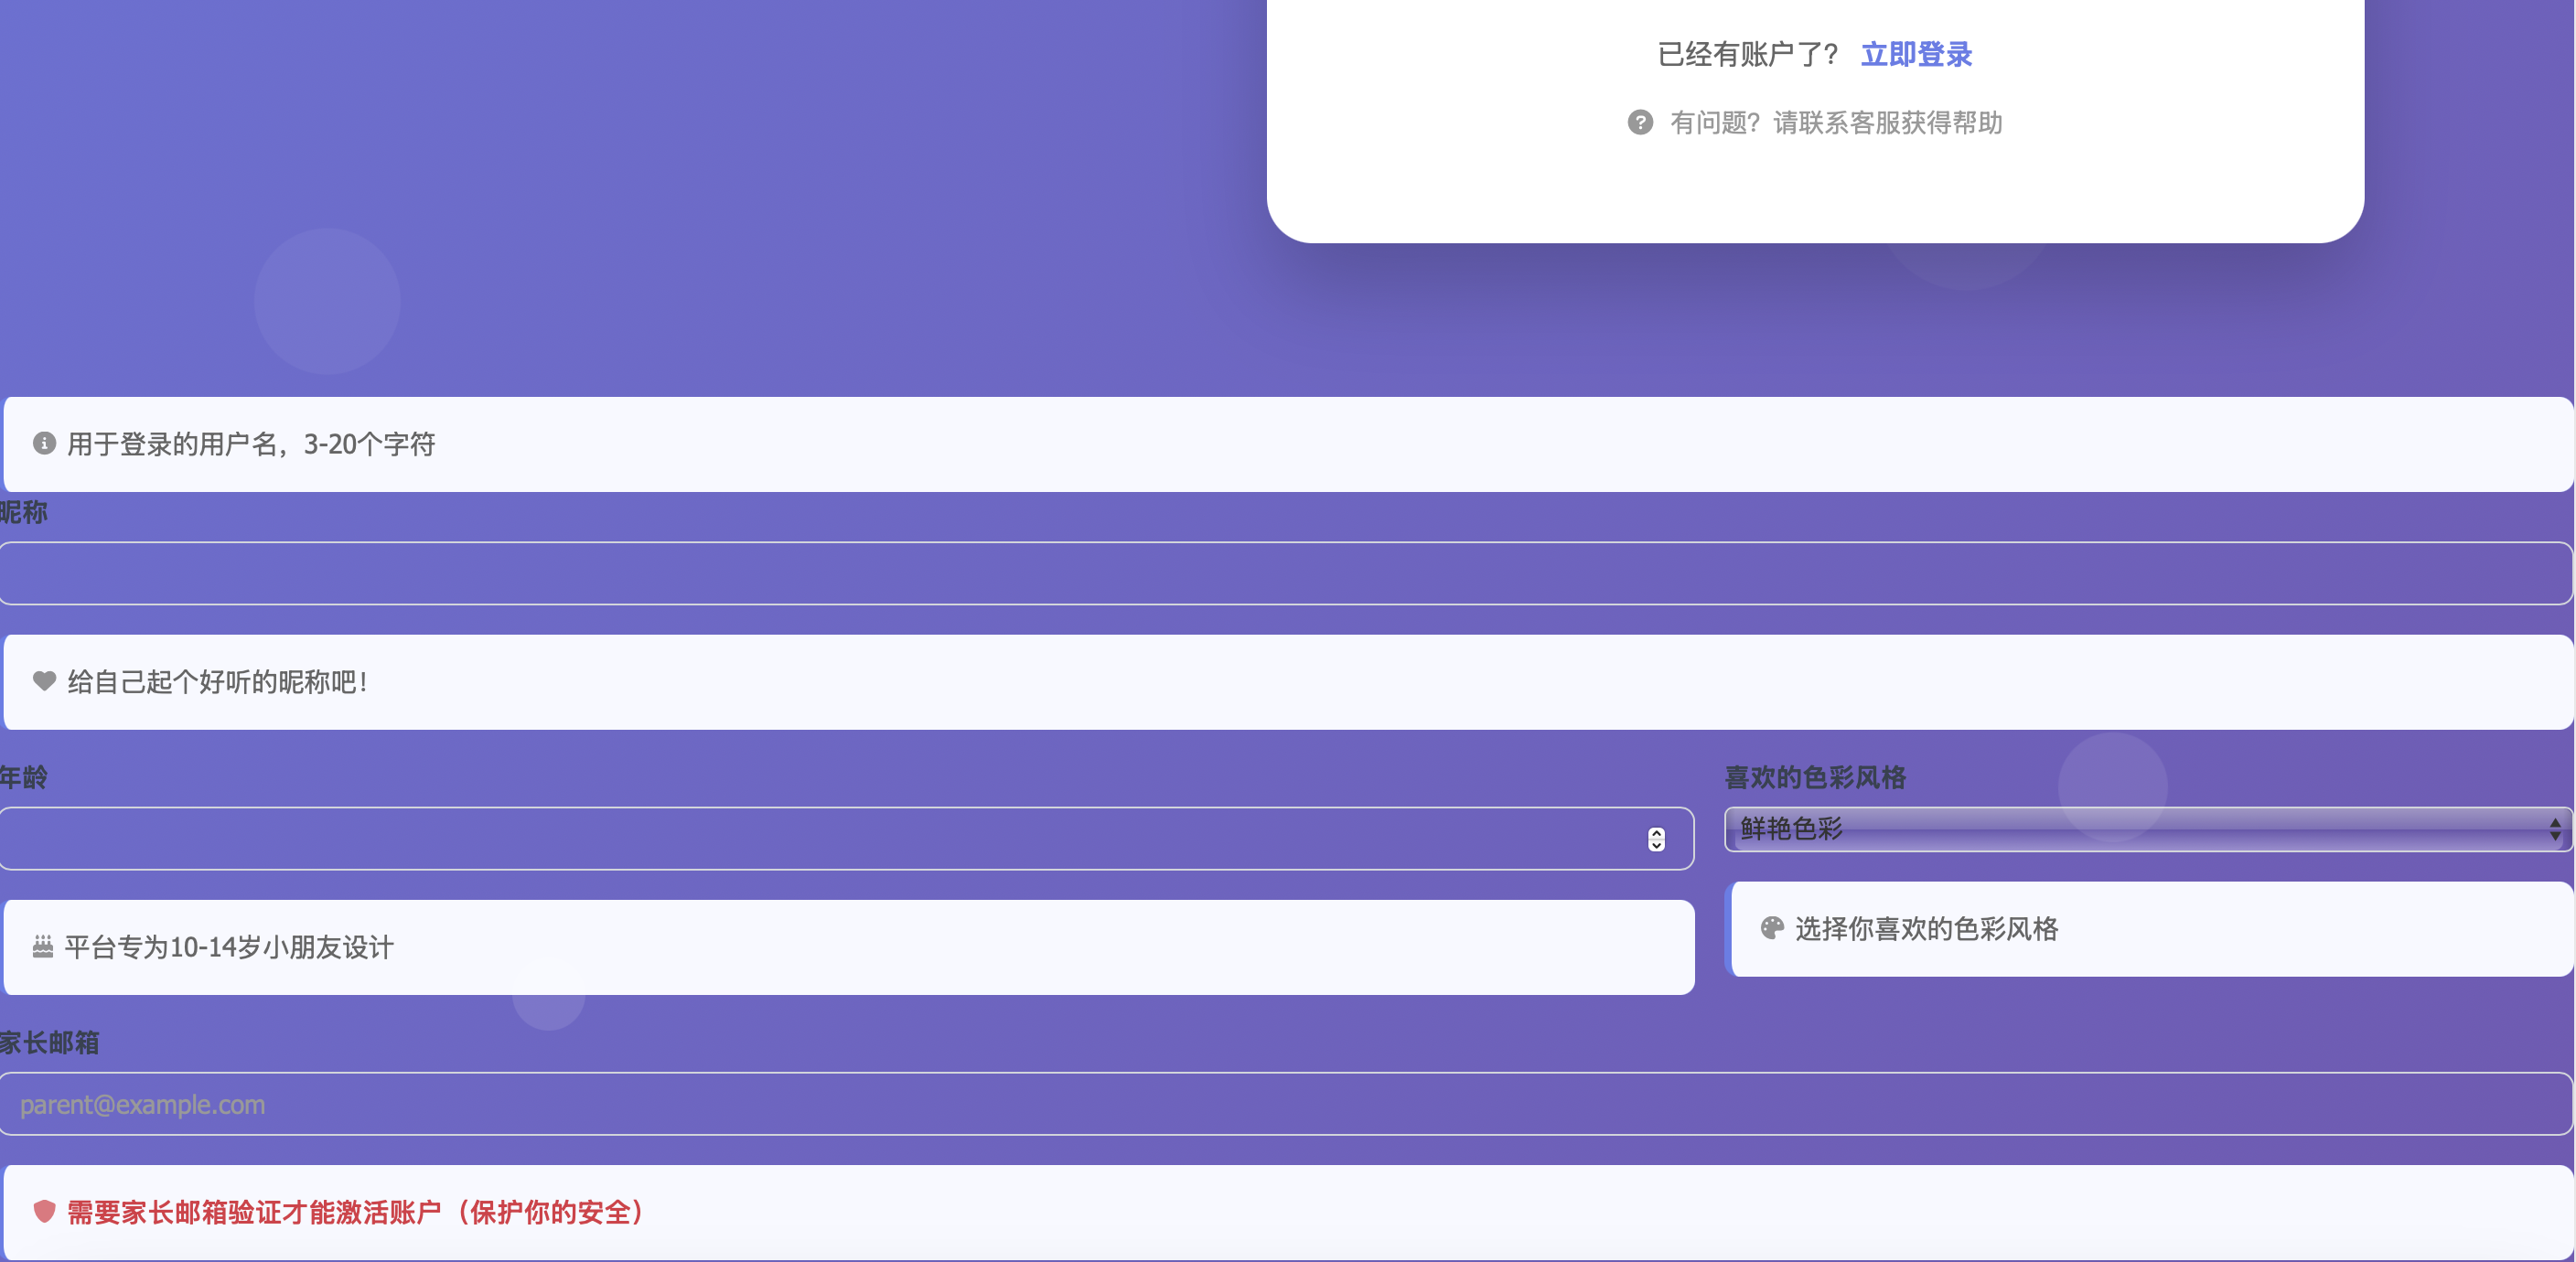 已经有账户了? 立即登录
有问题? 请联系客服获得帮助
用于登录的用户名，3-20个字符
昵称
给自己起个好听的昵称吧！
年龄
喜欢的色彩风格
鲜艳色彩
平台专为10-14岁小朋友设计
选择你喜欢的色彩风格
家长邮箱
parent@example.com
需要家长邮箱验证才能激活账户（保护你的安全）